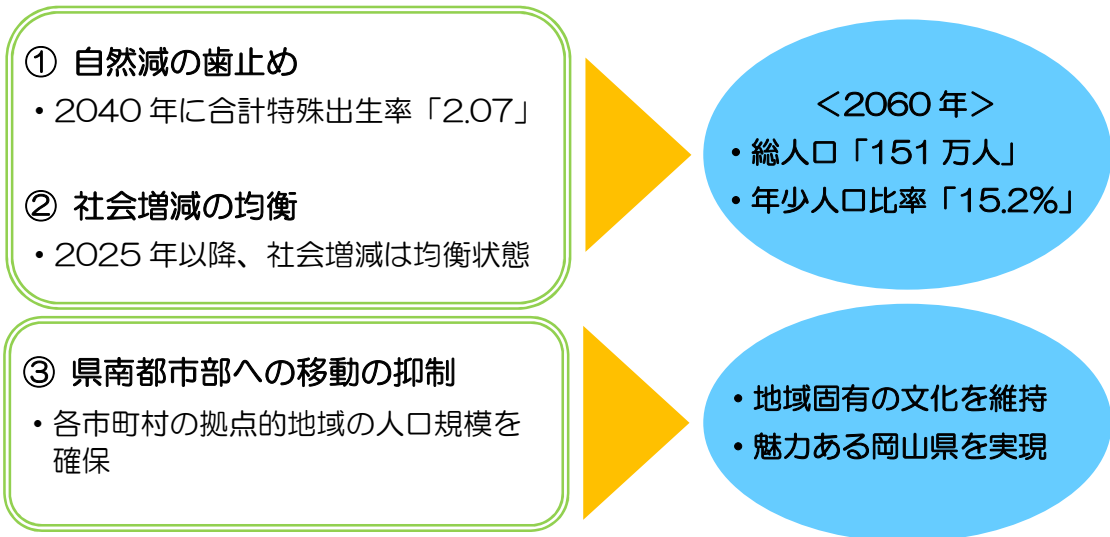 ① 自然減の歯止め
・2040 年に合計特殊出生率「2.07」
② 社会増減の均衡
・2025 年以降、社会増減は均衡状態
＜2060 年＞
・総人口「151 万人」
・年少人口比率「15.2%」
③ 県南都市部への移動の抑制
・各市町村の拠点的地域の人口規模を
確保
・地域固有の文化を維持
・魅力ある岡山県を実現